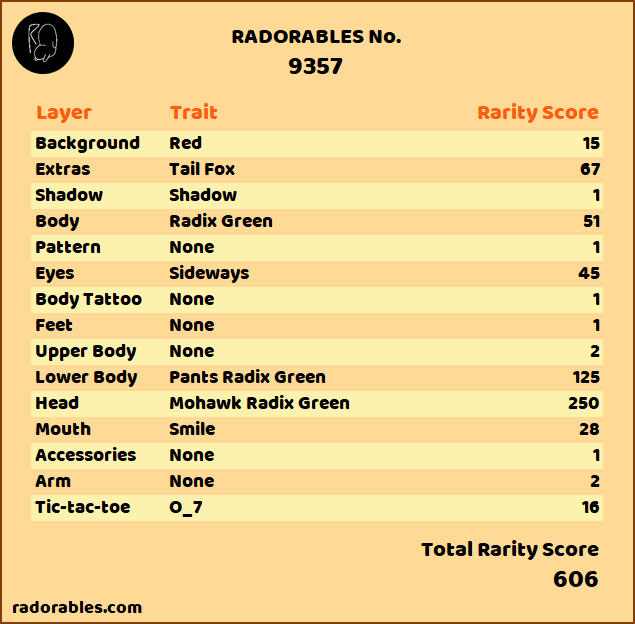 RADORABLES No.
9357
Layer Trait Rarity Score
Background Red 15
Extras Tail Fox 67
Shadow Shadow 1
Body Radix Green 51
Pattern None 1
Eyes Sideways 45
Body Tattoo None 1
Feet None 1
Upper Body None 2
Lower Body Pants Radix Green 125
Head Mohawk Radix Green 250
Mouth Smile 28
Accessories None 1
Arm None 2
Tic-tac-toe O_7 16
Total Rarity Score
606
radorables.com